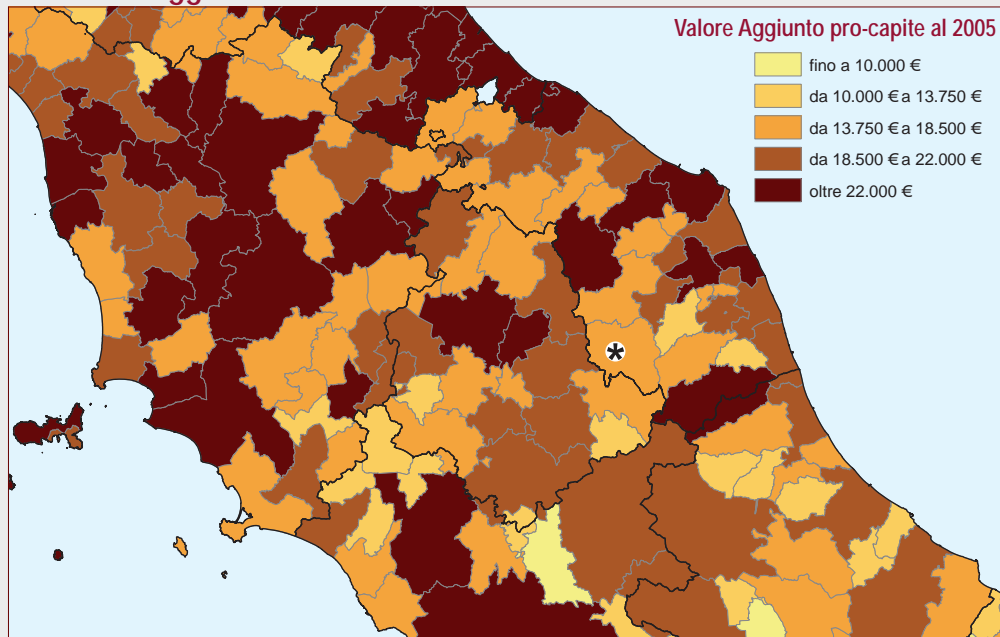 Valore Aggiunto pro-capite al 2005
fino a 10.000 €
da 10.000 € a 13.750 €
da 13.750 € a 18.500 €
da 18.500 € a 22.000 €
oltre 22.000 €
*